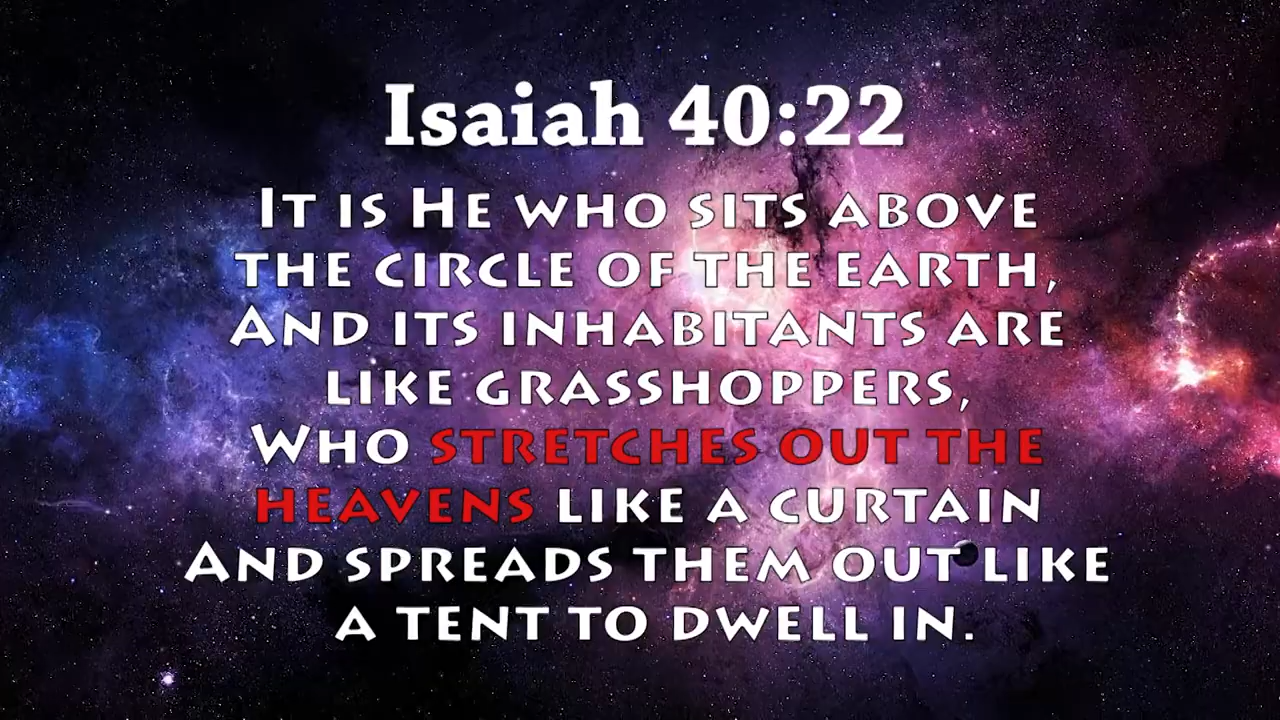 Isaiah 40:22
It is He who sits above
the circle of the earth,
And its inhabitants are
like grasshoppers,
Who stretches out the
heavens like a curtain
And spreads them out like
a tent to dwell in.